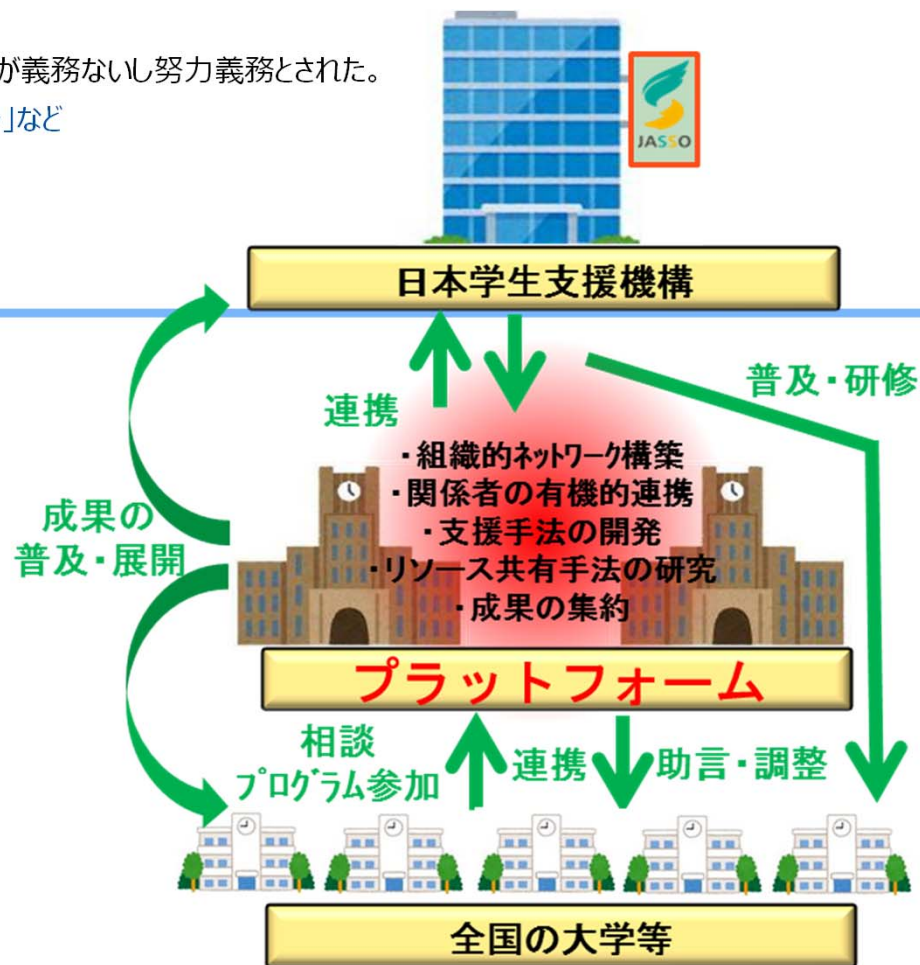 が義務ないし努力義務とされた。
」など
JASSO
日本学生支援機構
連携
普及・研修
・組織的ネットワーク構築
・関係者の有機的連携
・支援手法の開発
・リソース共有手法の研究
・成果の集約
成果の
普及・展開
プラットフォーム
相談
プログラム参加
連携
助言・調整
全国の大学等